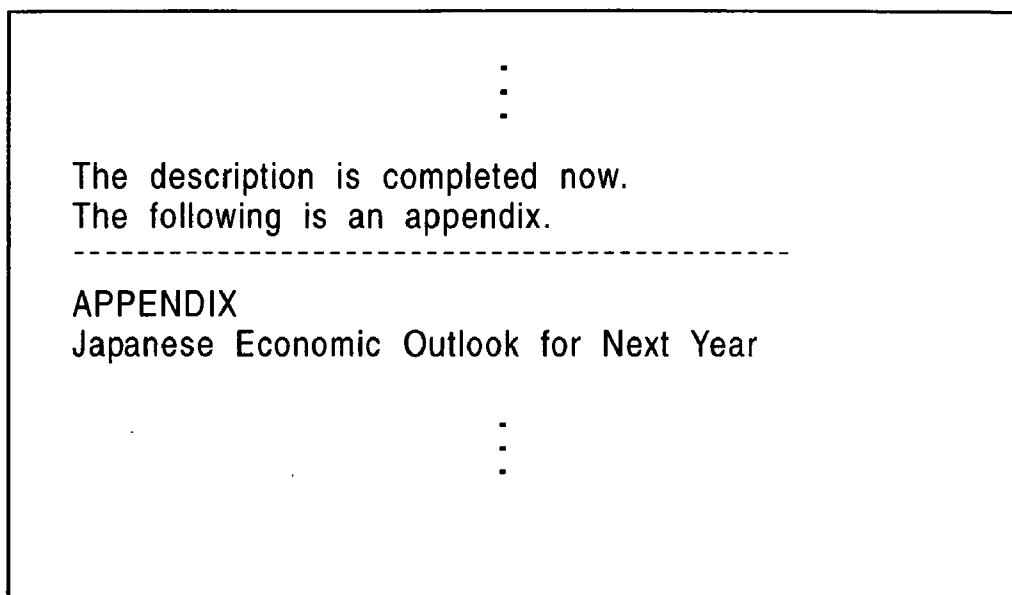 The description is completed now.
The following is an appendix.
---------------------------------------------
APPENDIX
Japanese Economic Outlook for Next Year